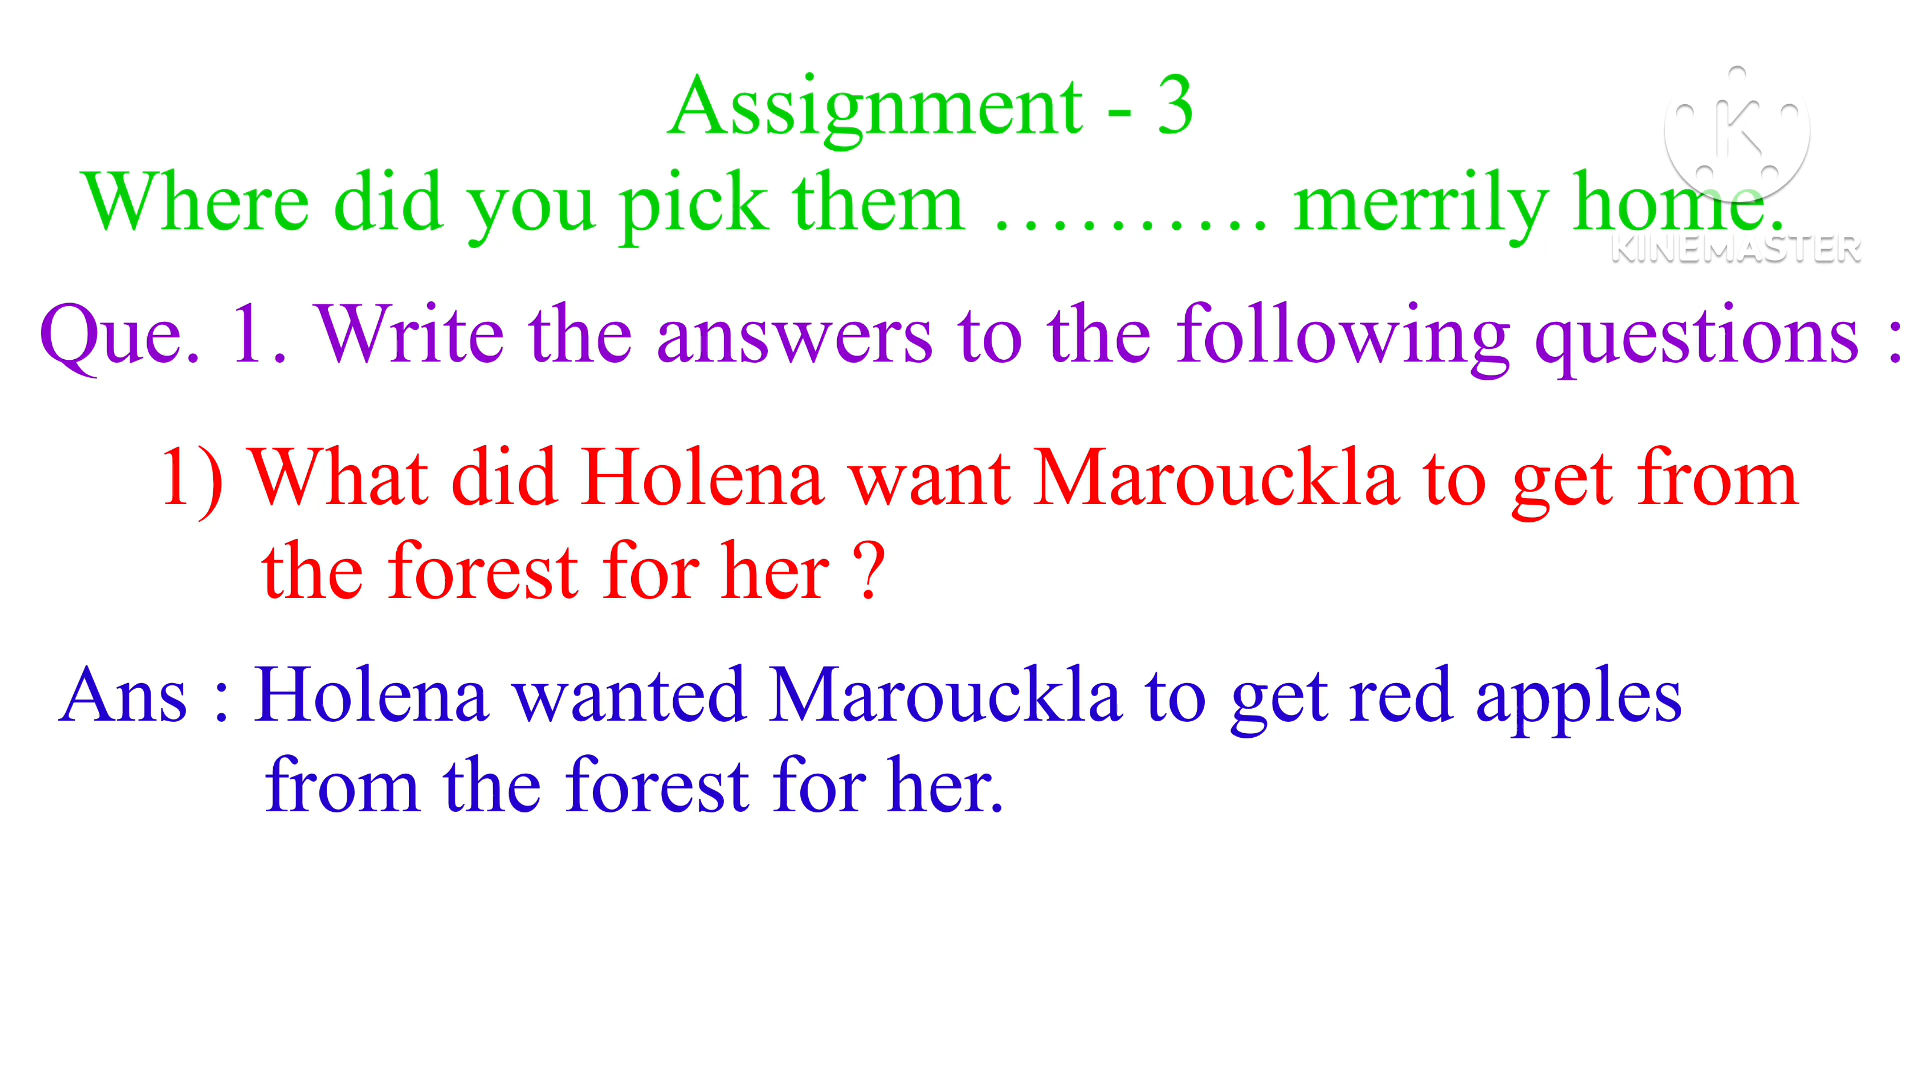 Assignment - 3
Where did you pick them ………. merrily home.
KINEMASTER
Que. 1. Write the answers to the following questions :
1) What did Holena want Marouckla to get from
the forest for her ?
Ans : Holena wanted Marouckla to get red apples
from the forest for her.